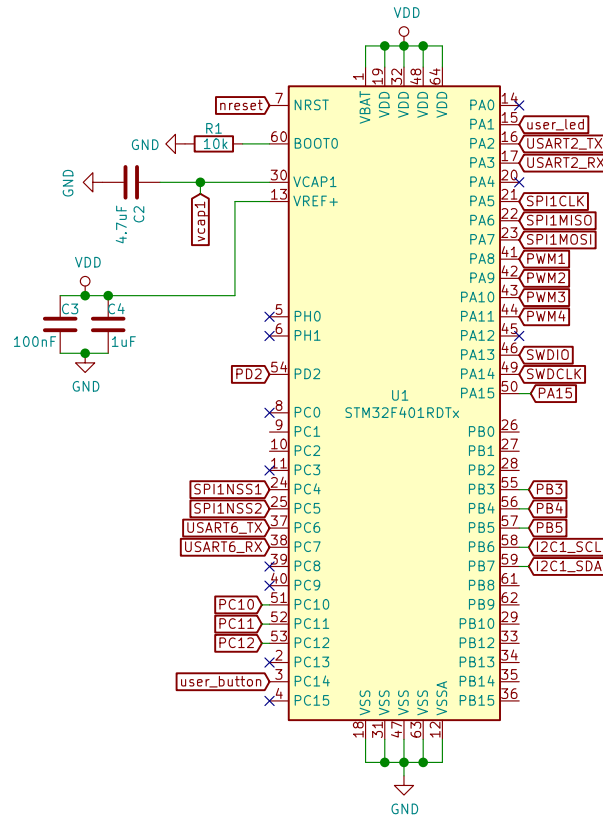 VDD
1 19 32 48 64
VBAT VDD VDD VDD VDD
nreset 7 NRST PA0 14
PA1 15 user_led
R1
GND 10k 60 BOOT0 PA2 16 USART2_TX
PA3 17 USART2_RX
GND 4.7uF C2 30 VCAP1 PA4 20
13 VREF+ PA5 21 SPI1CLK
vcap1 PA6 22 SPI1MISO
PA7 23 SPI1MOSI
PA8 41 PWM1
VDD PA9 42 PWM2
PA10 43 PWM3
C3 C4 5 PH0 PA11 44 PWM4
100nF 1uF 6 PH1 PA12 45
PA13 46 SWDIO
GND PD2 54 PD2 PA14 49 SWDCLK
PA15 50 PA15
U1
STM32F401RDTx
8 PC0
9 PC1 PB0 26
10 PC2 PB1 27
11 PC3 PB2 28
SPI1NSS1 24 PC4 PB3 55 PB3
SPI1NSS2 25 PC5 PB4 56 PB4
USART6_TX 37 PC6 PB5 57 PB5
USART6_RX 38 PC7 PB6 58 I2C1_SCL
39 PC8 PB7 59 I2C1_SDA
40 PC9 PB8 61
PC10 51 PC10 PB9 62
PC11 52 PC11 PB10 29
PC12 53 PC12 PB12 33
2 PC13 PB13 34
user_button 3 PC14 PB14 35
4 PC15 PB15 36
VSS VSS VSS VSS VSSA
18 31 47 63 12
GND